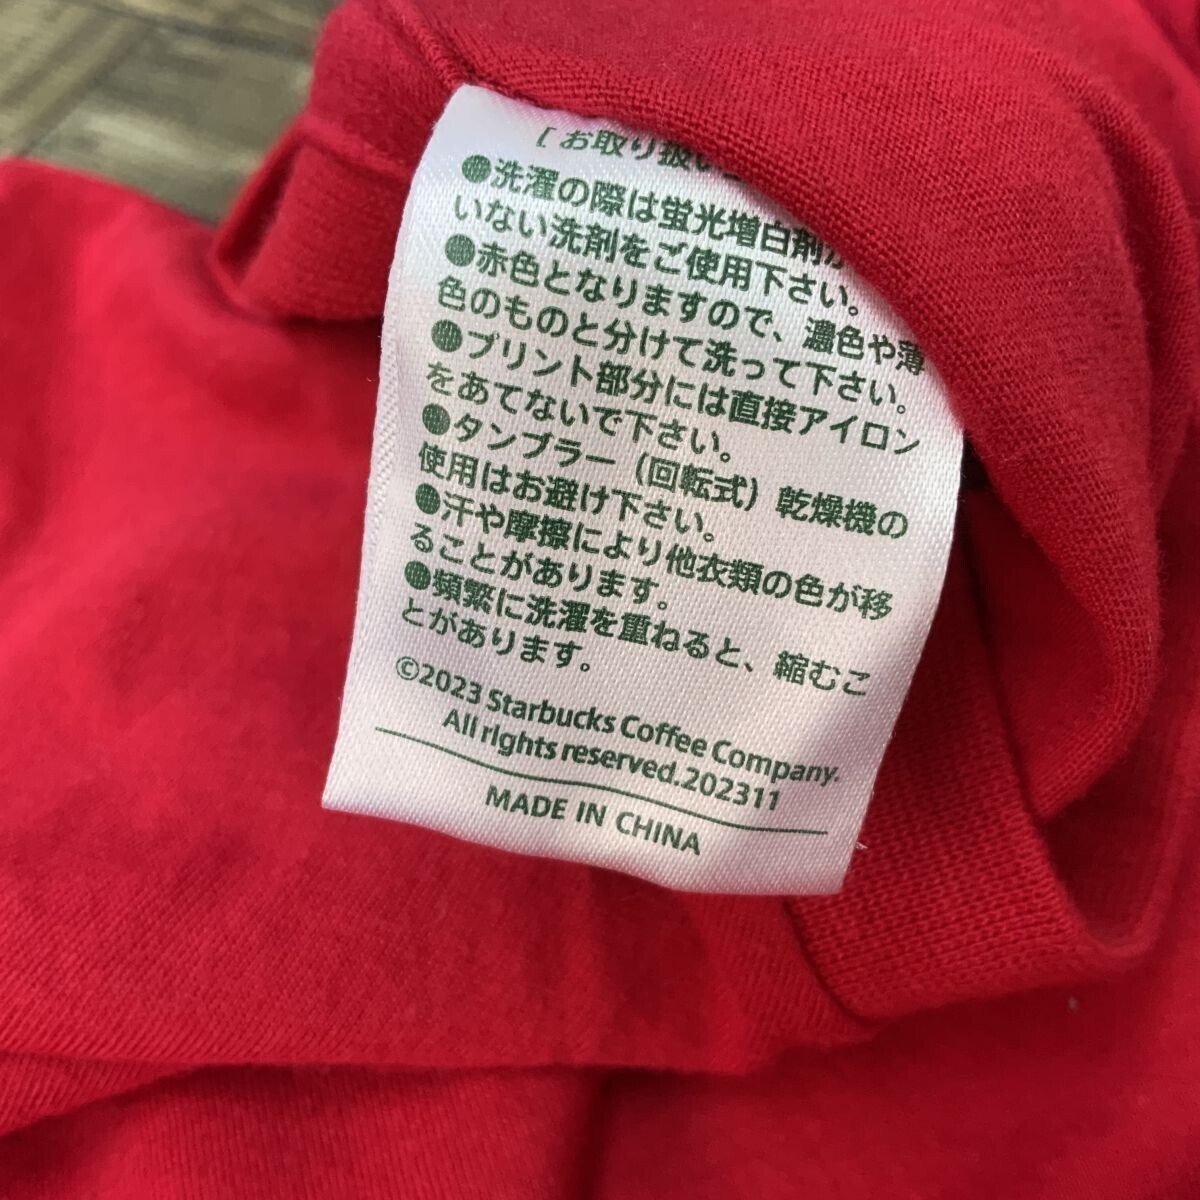 [お取り扱い
●洗濯の際は蛍光増白剤が
いない洗剤をご使用下さい。
●赤色となりますので、濃色や薄
色のものと分けて洗って下さい。
●プリント部分には直接アイロン
をあてないで下さい。
●タンブラー（回転式）乾燥機の
使用はお避け下さい。
●汗や摩擦により他衣類の色が移
ることがあります。
●頻繁に洗濯を重ねると、縮むこ
とがあります。
©2023 Starbucks Coffee Company.
All rights reserved.202311
MADE IN CHINA